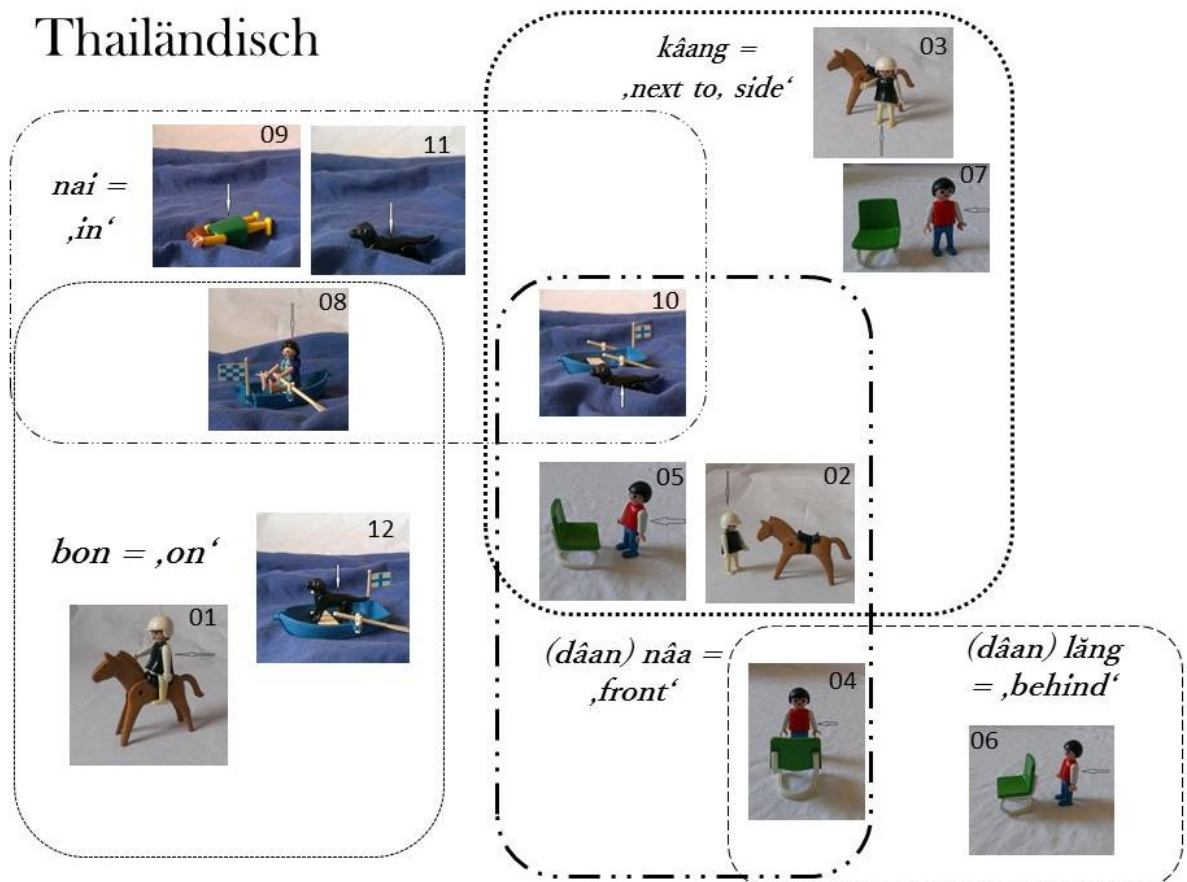 Thailändisch
kâang =
‚next to, side‘
03
09
11
07
nai =
‚in‘
08
10
05
02
bon = ‚on‘
12
01
(dâan) nâa =
‚front‘
04
(dâan) lăng
= ‚behind‘
06